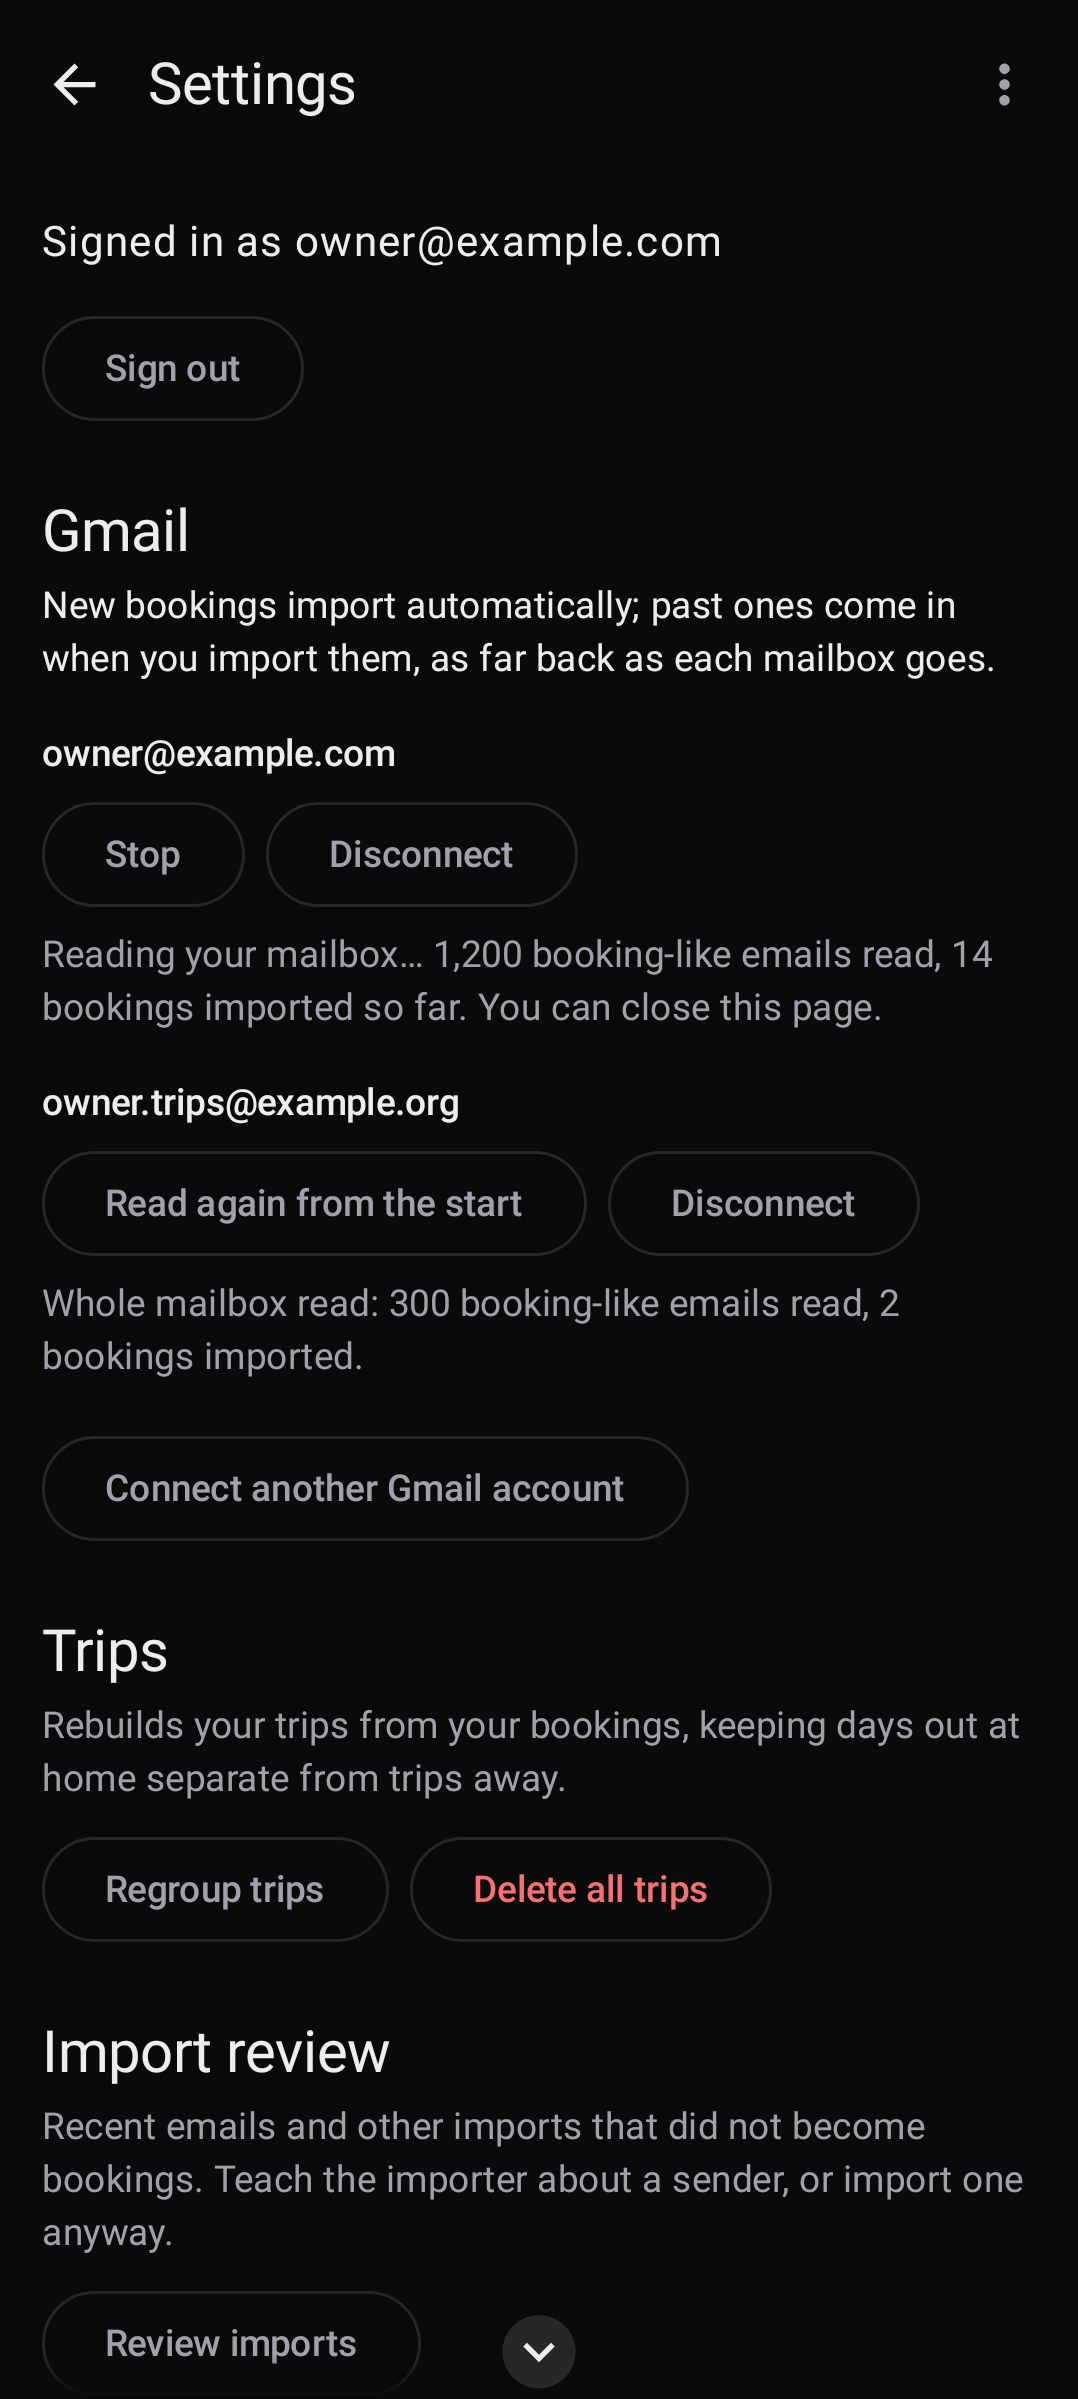 Settings
Signed in as owner@example.com
Sign out
Gmail
New bookings import automatically; past ones come in
when you import them, as far back as each mailbox goes.
owner@example.com
Stop
Disconnect
Reading your mailbox… 1,200 booking-like emails read, 14
bookings imported so far. You can close this page.
owner.trips@example.org
Read again from the start
Disconnect
Whole mailbox read: 300 booking-like emails read, 2
bookings imported.
Connect another Gmail account
Trips
Rebuilds your trips from your bookings, keeping days out at
home separate from trips away.
Regroup trips
Delete all trips
Import review
Recent emails and other imports that did not become
bookings. Teach the importer about a sender, or import one
anyway.
Review imports